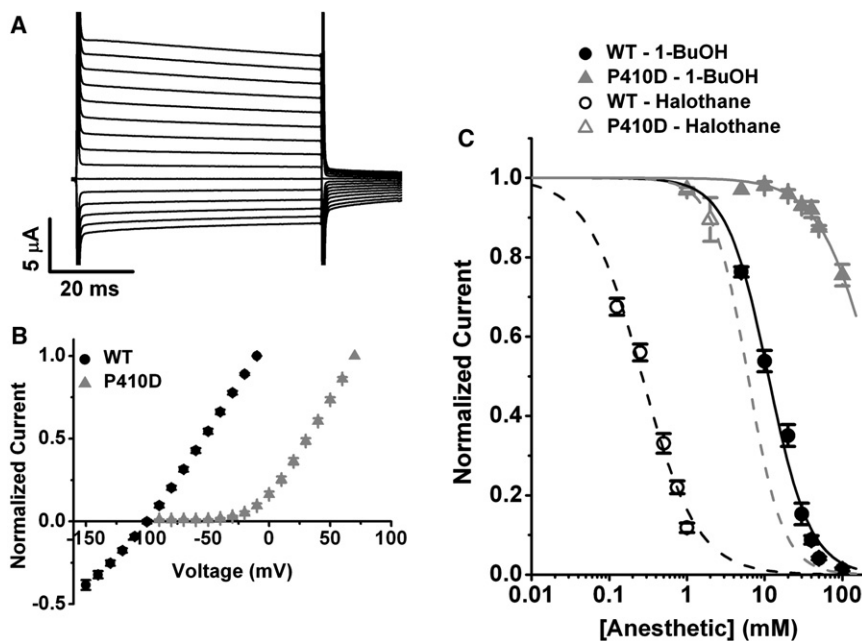 A
5 µA
20 ms
B
WT
P410D
Normalized Current
1.0
0.5
0.0
-0.5
-150
-100
-50
0
50
100
Voltage (mV)
WT - 1-BuOH
P410D - 1-BuOH
WT - Halothane
P410D - Halothane
C
Normalized Current
1.0
0.8
0.6
0.4
0.2
0.0
0.01
0.1
1
10
100
[Anesthetic] (mM)